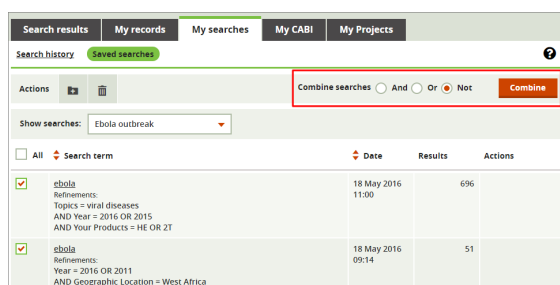 Search results My records My searches My CABI My Projects
Search history Saved searches ?
Actions Combine searches And Or Not Combine
Show searches: Ebola outbreak
All Search term Date Results Actions
ebola 18 May 2016 696
Refinements: 11:00
Topics = viral diseases
AND Year = 2016 OR 2015
AND Your Products = HE OR 2T
ebola 18 May 2016 51
Refinements: 09:14
Year = 2016 OR 2011
AND Geographic Location = West Africa